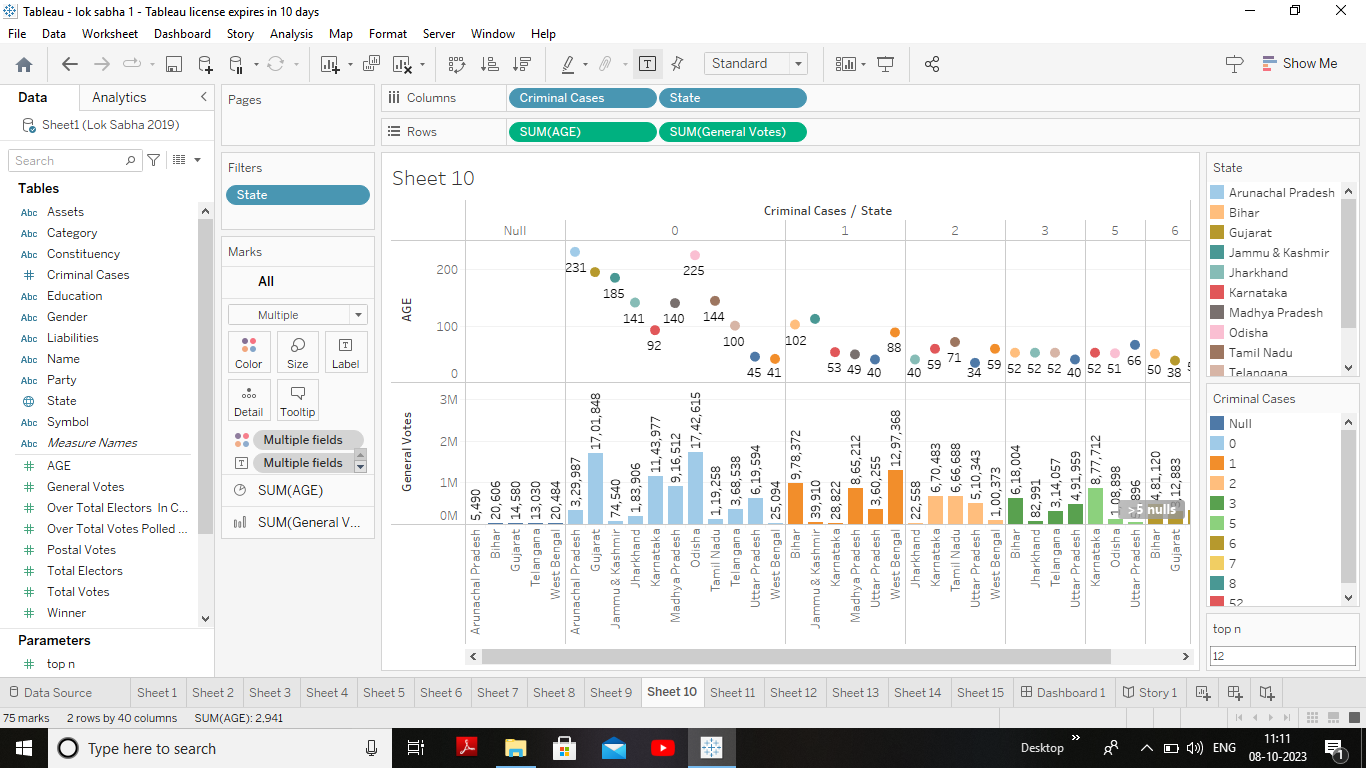 Tableau - lok sabha 1 - Tableau license expires in 10 days
File Data Worksheet Dashboard Story Analysis Map Format Server Window Help
Standard
Show Me
Data Analytics
Sheet1 (Lok Sabha 2019)
Search
Tables
Abc Assets
Abc Category
Abc Constituency
Criminal Cases
Abc Education
Abc Gender
Abc Liabilities
Abc Name
Abc Party
State
Abc Symbol
Abc Measure Names
AGE
General Votes
Over Total Electors In C...
Over Total Votes Polled ...
Postal Votes
Total Electors
Total Votes
Winner
Parameters
top n
Pages
Filters
State
Marks
All
Multiple
Color Size Label
Detail Tooltip
Multiple fields
Multiple fields
SUM(AGE)
SUM(General V...
Columns Criminal Cases State
Rows SUM(AGE) SUM(General Votes)
Sheet 10
Criminal Cases / State
Null 0 1 2 3 5 6
AGE
200
100
0
231 185 141 92 140 225 144 100 45 41 102 53 49 40 88 40 59 71 34 59 52 52 52 40 52 51 66 50 38
General Votes
3M
2M
1M
0M
5,490 20,606 14,580 13,030 20,484 3,29,987 17,01,848 74,540 1,83,906 11,43,977 9,16,512 17,42,615 1,19,258 3,68,538 6,19,594 25,094 9,78,372 39,910 28,822 8,65,212 3,60,255 12,97,368 22,558 6,70,483 6,66,688 5,10,343 1,00,373 6,18,004 82,991 3,14,057 4,91,959 8,77,712 1,08,898 896 4,81,120 12,883
>5 nulls
Arunachal Pradesh Bihar Gujarat Telangana West Bengal Arunachal Pradesh Gujarat Jammu & Kashmir Jharkhand Karnataka Madhya Pradesh Odisha Tamil Nadu Telangana Uttar Pradesh West Bengal Bihar Jammu & Kashmir Karnataka Madhya Pradesh Uttar Pradesh West Bengal Jharkhand Karnataka Tamil Nadu Uttar Pradesh West Bengal Bihar Jharkhand Telangana Uttar Pradesh Karnataka Odisha Uttar Pradesh Bihar Gujarat
State
Arunachal Pradesh
Bihar
Gujarat
Jammu & Kashmir
Jharkhand
Karnataka
Madhya Pradesh
Odisha
Tamil Nadu
Telangana
Criminal Cases
Null
0
1
2
3
5
6
7
8
52
top n
12
Data Source Sheet 1 Sheet 2 Sheet 3 Sheet 4 Sheet 5 Sheet 6 Sheet 7 Sheet 8 Sheet 9 Sheet 10 Sheet 11 Sheet 12 Sheet 13 Sheet 14 Sheet 15 Dashboard 1 Story 1
75 marks 2 rows by 40 columns SUM(AGE): 2,941
Type here to search
Desktop
ENG
11:11
08-10-2023
1